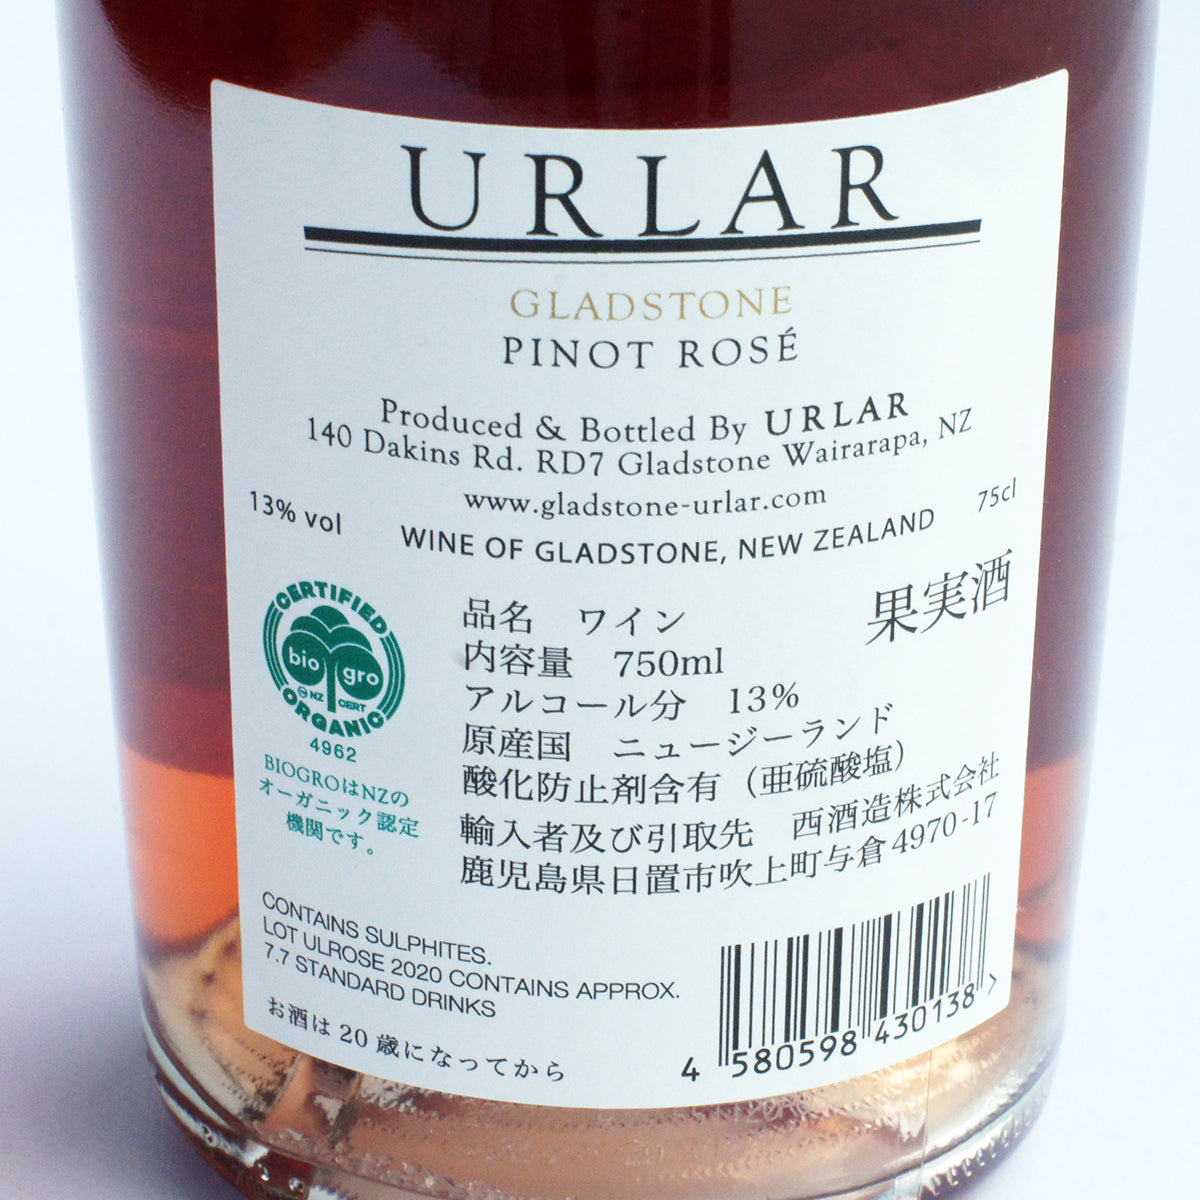 URLAR
GLADSTONE
PINOT ROSÉ
Produced & Bottled By URLAR
140 Dakins Rd. RD7 Gladstone Wairarapa, NZ
www.gladstone-urlar.com
13% vol
75cl
WINE OF GLADSTONE, NEW ZEALAND
CERTIFIED
bio gro
NZ CERT
ORGANIC
4962
BIOGROはNZの
オーガニック認定
機関です。
果実酒
品名 ワイン
内容量 750ml
アルコール分 13%
原産国 ニュージーランド
酸化防止剤含有（亜硫酸塩）
輸入者及び引取先 西酒造株式会社
鹿児島県日置市吹上町与倉4970-17
CONTAINS SULPHITES.
LOT ULROSE 2020 CONTAINS APPROX.
7.7 STANDARD DRINKS
お酒は20歳になってから
4 580598 430138 >